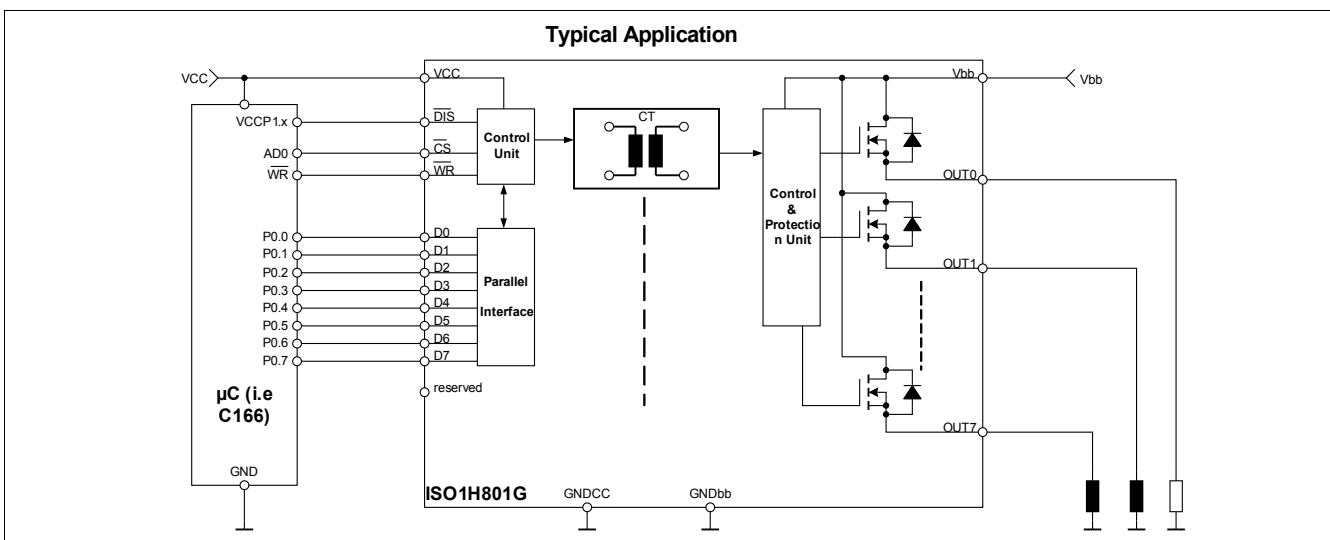 Typical Application
VCC
VCC
Vbb
Vbb
VCCP1.x
DIS
Control
Unit
CT
AD0
CS
WR
WR
OUT0
Control
&
Protectio
n Unit
P0.0
D0
P0.1
D1
P0.2
D2
P0.3
D3
P0.4
D4
P0.5
D5
P0.6
D6
P0.7
D7
Parallel
Interface
OUT1
reserved
µC (i.e
C166)
OUT7
GND
ISO1H801G
GNDCC
GNDbb